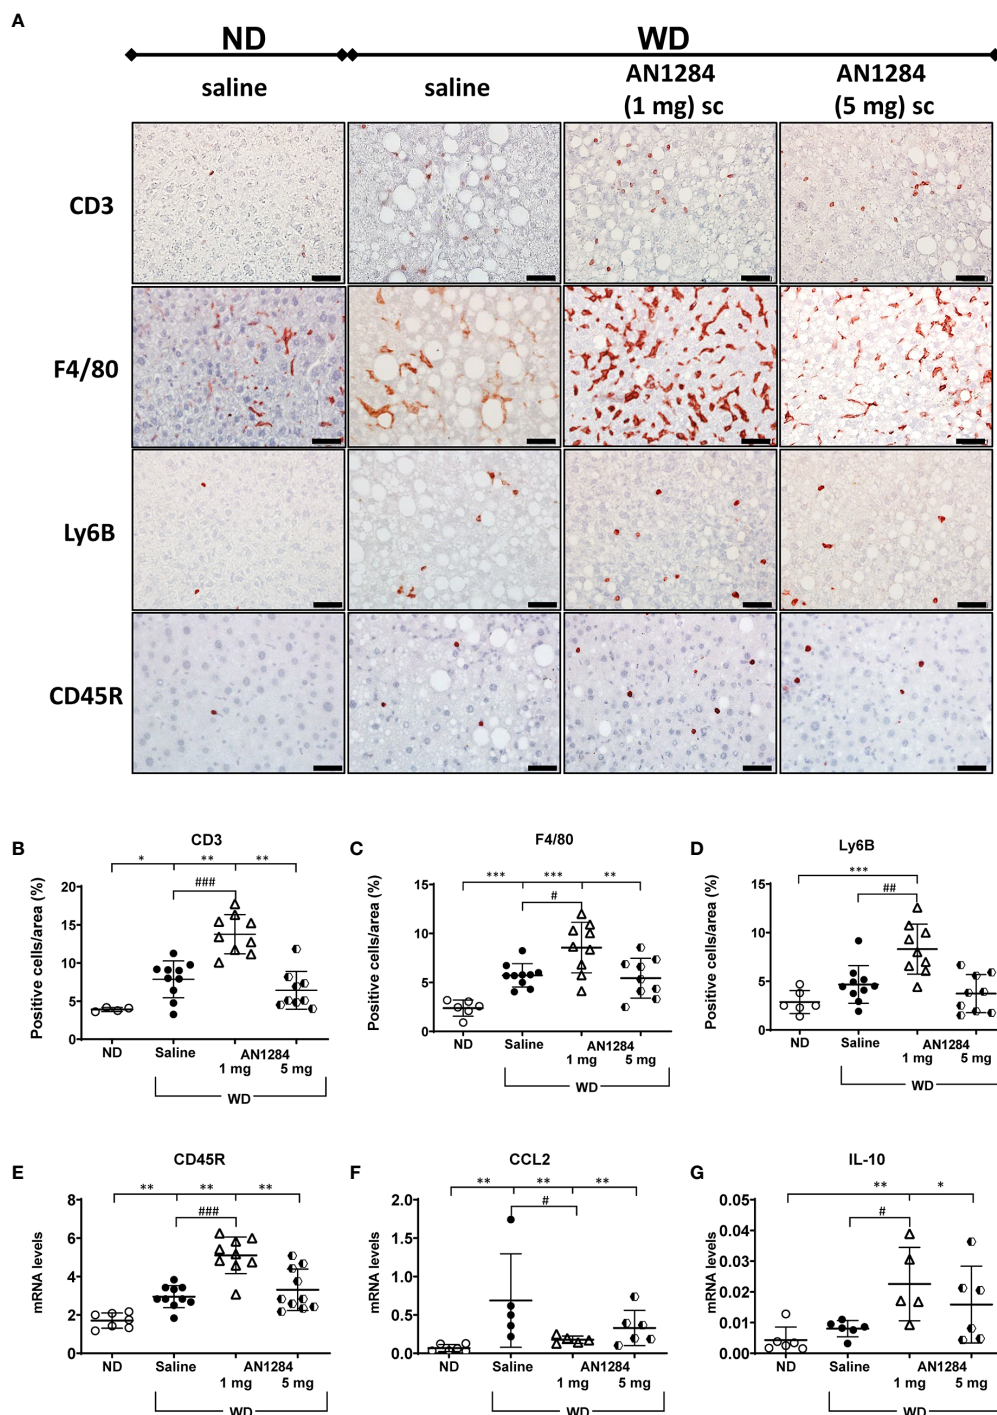 A
ND WD
saline saline AN1284 (1 mg) sc AN1284 (5 mg) sc
CD3
F4/80
Ly6B
CD45R
B
CD3
* ** **
###
Positive cells/area (%)
20
15
10
5
0
ND Saline AN1284
1 mg 5 mg
WD
C
F4/80
*** *** **
#
Positive cells/area (%)
15
10
5
0
ND Saline AN1284
1 mg 5 mg
WD
D
Ly6B
***
##
Positive cells/area (%)
15
10
5
0
ND Saline AN1284
1 mg 5 mg
WD
E
CD45R
** ** **
###
mRNA levels
8
6
4
2
0
ND Saline AN1284
1 mg 5 mg
WD
F
CCL2
** ** **
#
mRNA levels
2.0
1.5
1.0
0.5
0.0
ND Saline AN1284
1 mg 5 mg
WD
G
IL-10
** *
#
mRNA levels
0.05
0.04
0.03
0.02
0.01
0.00
ND Saline AN1284
1 mg 5 mg
WD